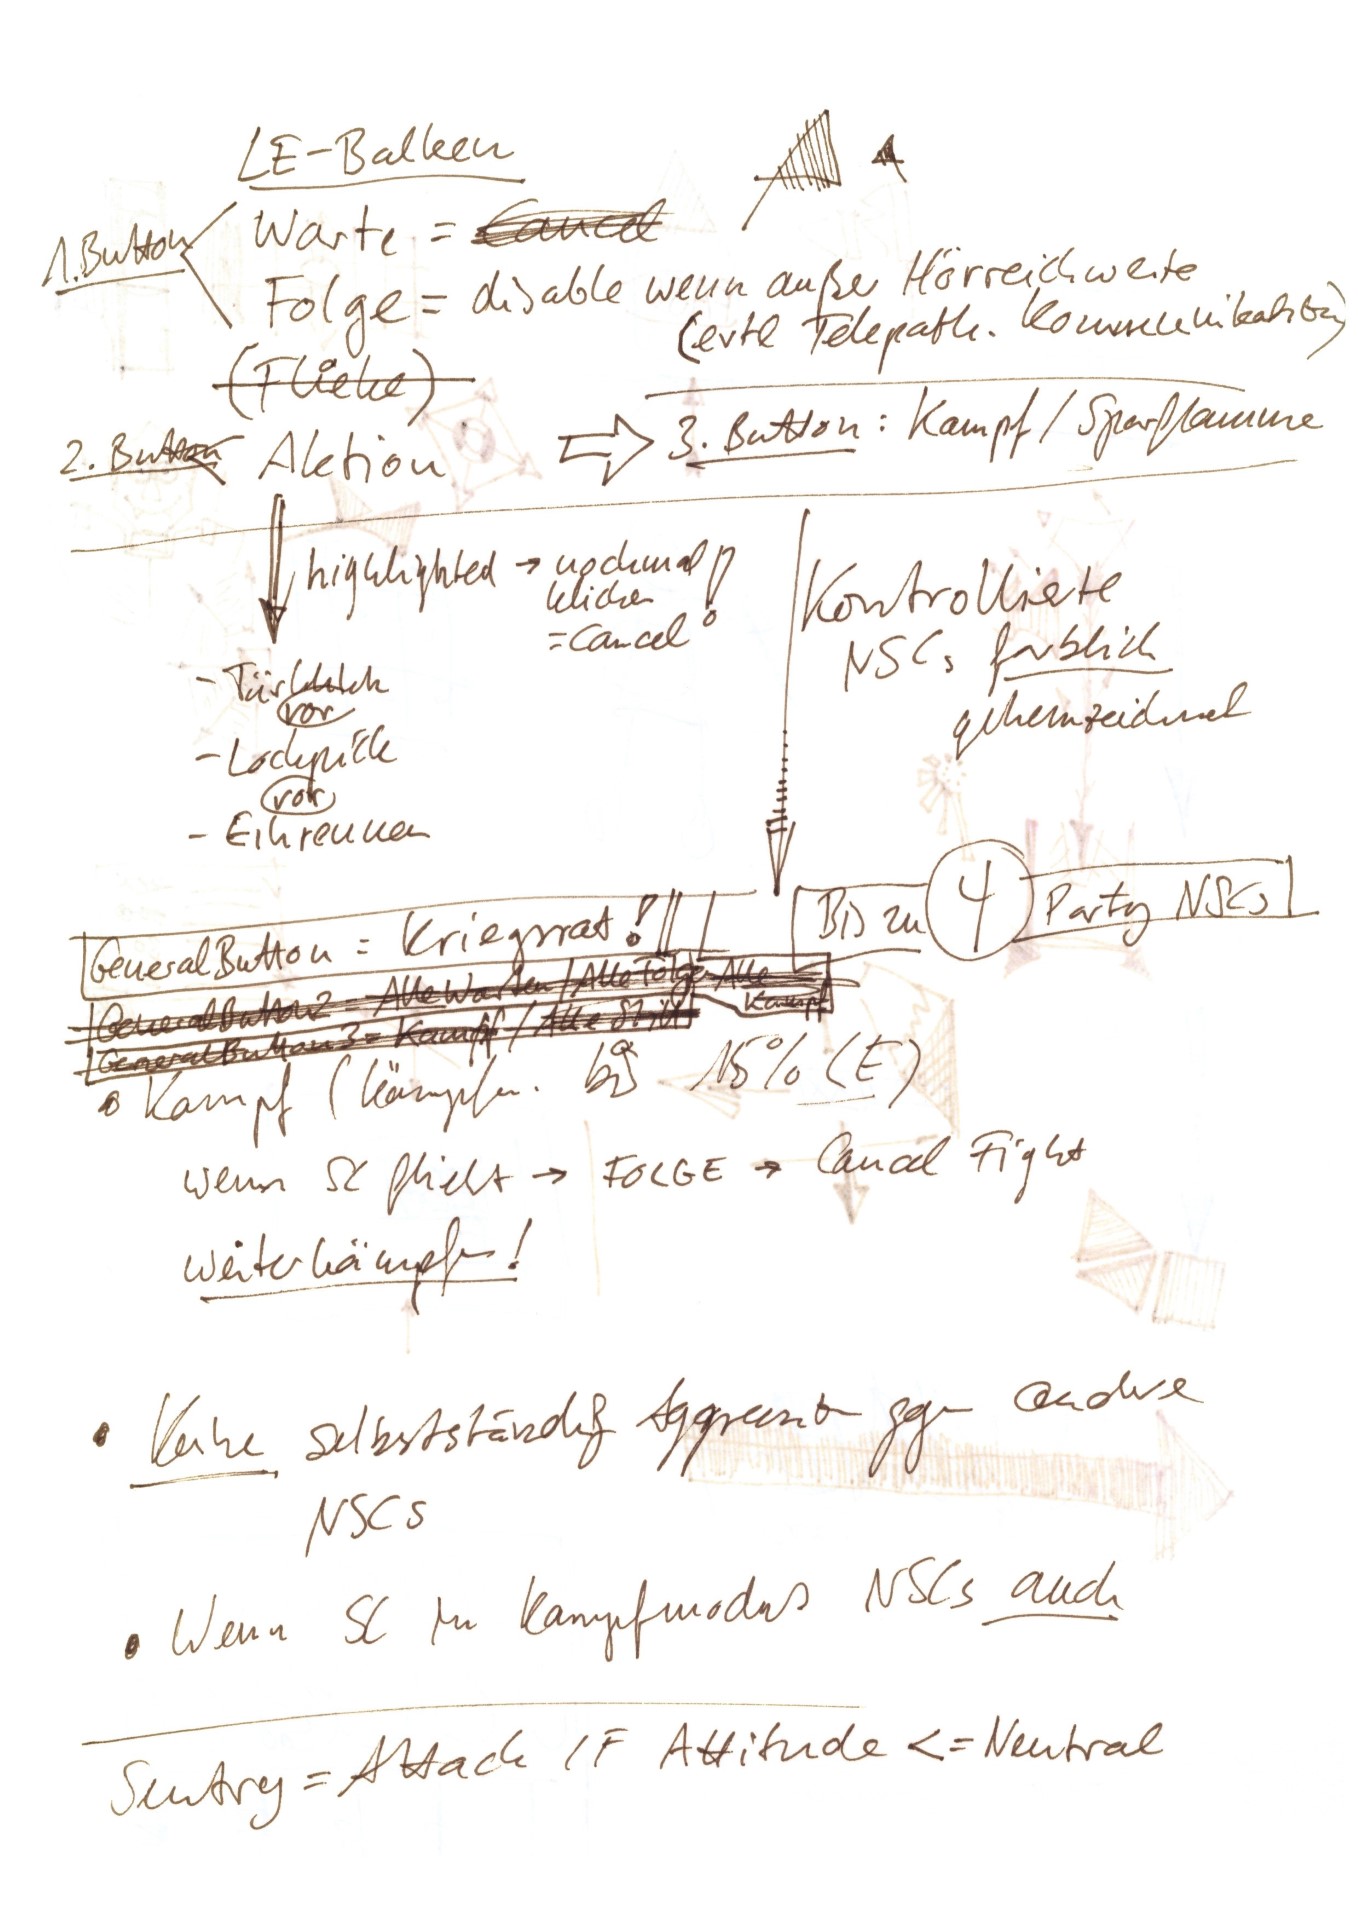 LE-Balken
1. Button
Warte = Cancel
Folge = disable wenn außer Hörreichweite
(evtl Telepath. Kommunikation)
(Fliehe)
2. Button Aktion
3. Button: Kampf / Sparflamme
highlighted → nochmal
klicken
= Cancel!
Kontrollierte
NSCs farblich
gekennzeichnet
- Türklink
vor
- Lockpick
vor
- Einrennen
GeneralButton = Kriegsrat!!!
Bis zu 4 Party NSCs
GeneralButton2 = Alle Warten / Alle Folge Alle
Kampf
GeneralButton3 = Kampf / Alle Still
• Kampf (kämpfen bis 15% (E)
wenn SC flieht → FOLGE → Cancel Fight
weiterkämpfen!
• Keine selbstständig Aggression ggn andere
NSCs
• Wenn SC im Kampfmodus NSCs auch
Sentry = Attack IF Attitude <= Neutral